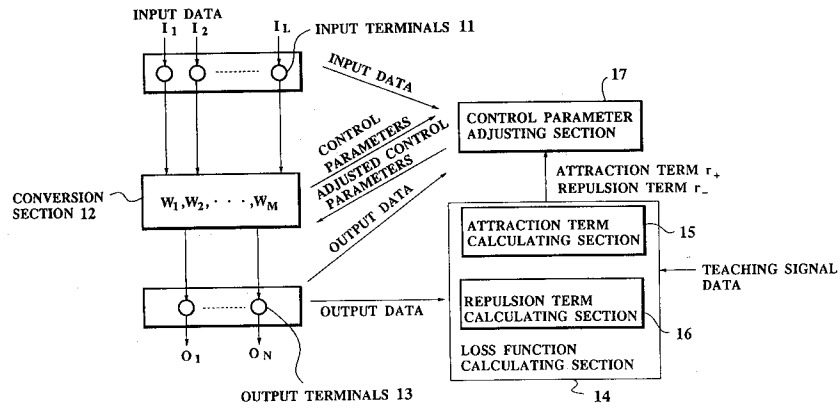 INPUT DATA
I1 I2 IL
INPUT TERMINALS 11
INPUT DATA
17
CONTROL PARAMETER
ADJUSTING SECTION
CONTROL
PARAMETERS
ADJUSTED CONTROL
PARAMETERS
ATTRACTION TERM r+
REPULSION TERM r-
CONVERSION
SECTION 12
W1,W2, · · · ,WM
OUTPUT DATA
ATTRACTION TERM
CALCULATING SECTION
15
TEACHING SIGNAL
DATA
OUTPUT DATA
REPULSION TERM
CALCULATING SECTION
16
O1 ON
LOSS FUNCTION
CALCULATING SECTION
OUTPUT TERMINALS 13
14